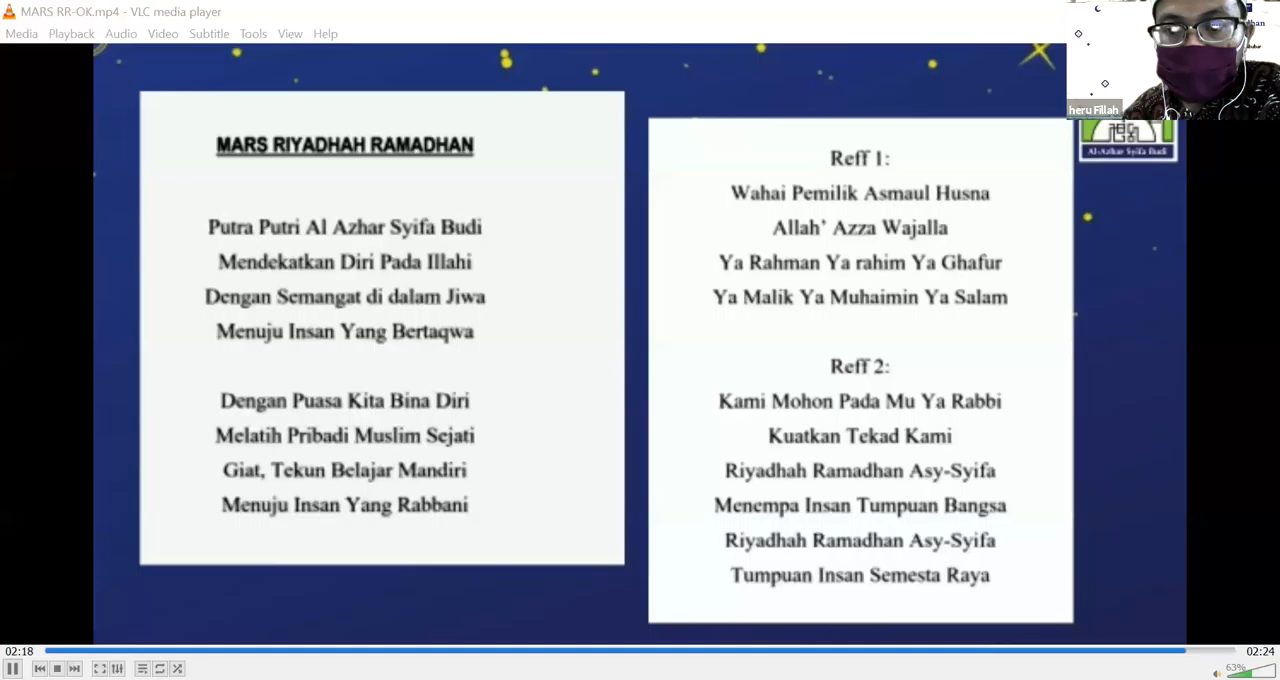 MARS RR-OK.mp4 - VLC media player
Media Playback Audio Video Subtitle Tools View Help
heru Fillah
Al-Azhar Syifa Budi
MARS RIYADHAH RAMADHAN
Putra Putri Al Azhar Syifa Budi
Mendekatkan Diri Pada Illahi
Dengan Semangat di dalam Jiwa
Menuju Insan Yang Bertaqwa
Dengan Puasa Kita Bina Diri
Melatih Pribadi Muslim Sejati
Giat, Tekun Belajar Mandiri
Menuju Insan Yang Rabbani
Reff 1:
Wahai Pemilik Asmaul Husna
Allah’ Azza Wajalla
Ya Rahman Ya rahim Ya Ghafur
Ya Malik Ya Muhaimin Ya Salam
Reff 2:
Kami Mohon Pada Mu Ya Rabbi
Kuatkan Tekad Kami
Riyadhah Ramadhan Asy-Syifa
Menempa Insan Tumpuan Bangsa
Riyadhah Ramadhan Asy-Syifa
Tumpuan Insan Semesta Raya
02:18
02:24
63%